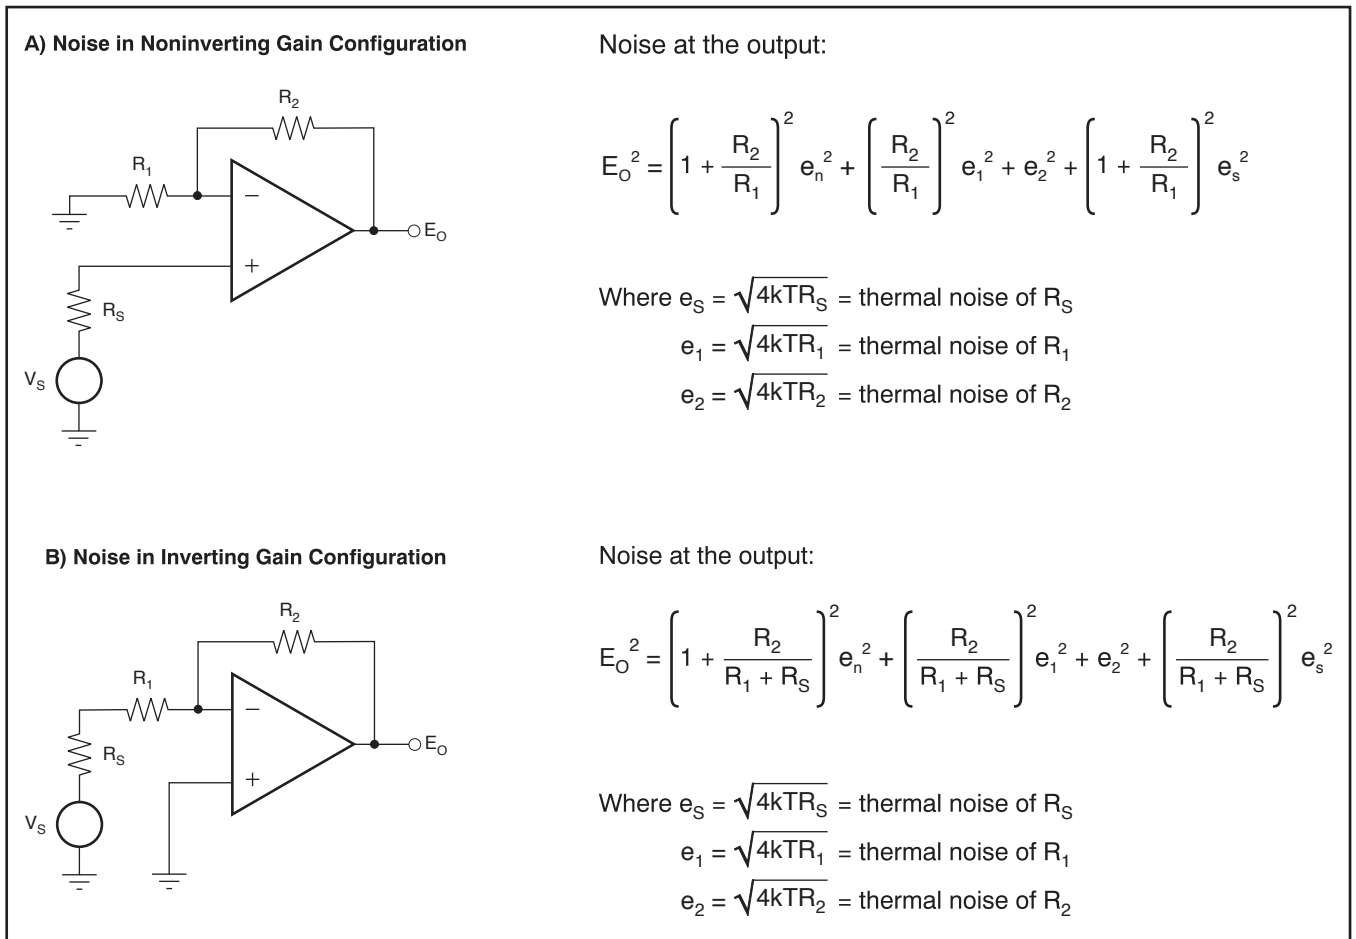 A) Noise in Noninverting Gain Configuration
Noise at the output:
R2
R1
−
+
EO
RS
VS
EO² = (1 + R2/R1)² en² + (R2/R1)² e1² + e2² + (1 + R2/R1)² es²
Where eS = √4kTRS = thermal noise of RS
e1 = √4kTR1 = thermal noise of R1
e2 = √4kTR2 = thermal noise of R2
B) Noise in Inverting Gain Configuration
Noise at the output:
R2
R1
−
+
EO
RS
VS
EO² = (1 + R2/(R1 + RS))² en² + (R2/(R1 + RS))² e1² + e2² + (R2/(R1 + RS))² es²
Where eS = √4kTRS = thermal noise of RS
e1 = √4kTR1 = thermal noise of R1
e2 = √4kTR2 = thermal noise of R2